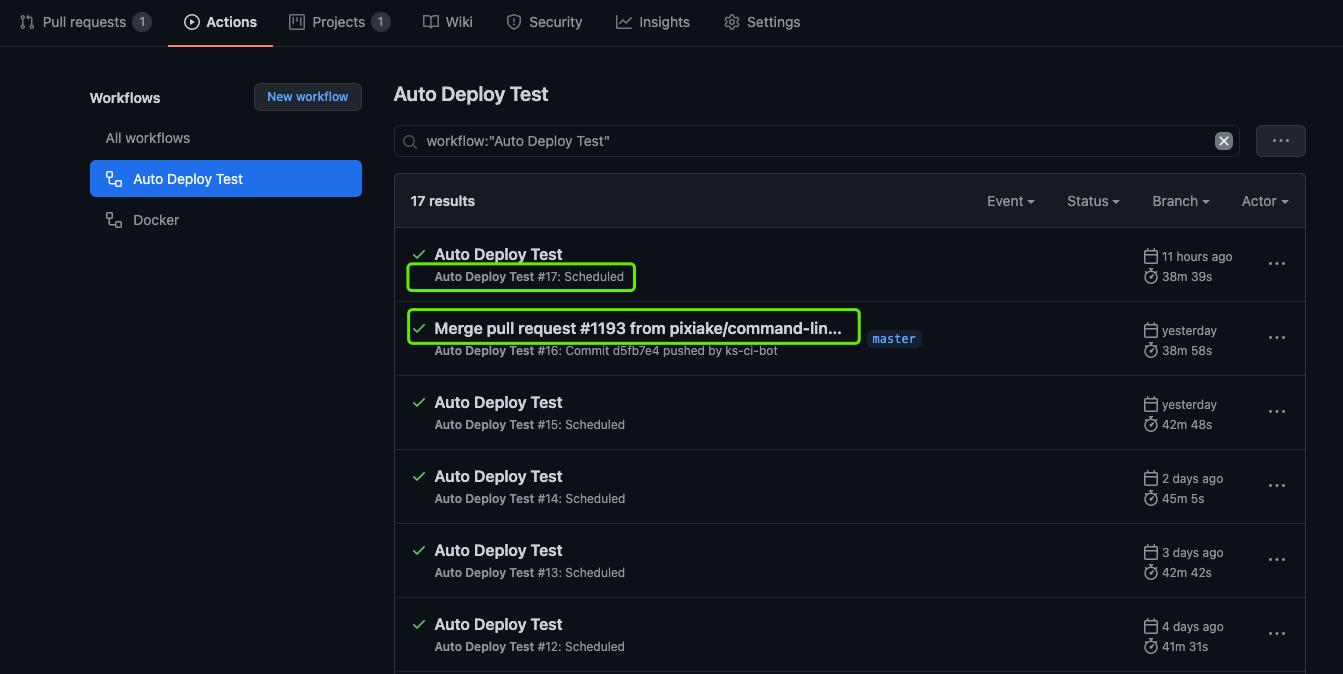 Pull requests 1 Actions Projects 1 Wiki Security Insights Settings
Workflows New workflow
All workflows
Auto Deploy Test
Docker
Auto Deploy Test
workflow:"Auto Deploy Test"
17 results Event Status Branch Actor
Auto Deploy Test
Auto Deploy Test #17: Scheduled
11 hours ago
38m 39s
Merge pull request #1193 from pixiake/command-lin...
Auto Deploy Test #16: Commit d5fb7e4 pushed by ks-ci-bot
master
yesterday
38m 58s
Auto Deploy Test
Auto Deploy Test #15: Scheduled
yesterday
42m 48s
Auto Deploy Test
Auto Deploy Test #14: Scheduled
2 days ago
45m 5s
Auto Deploy Test
Auto Deploy Test #13: Scheduled
3 days ago
42m 42s
Auto Deploy Test
Auto Deploy Test #12: Scheduled
4 days ago
41m 31s